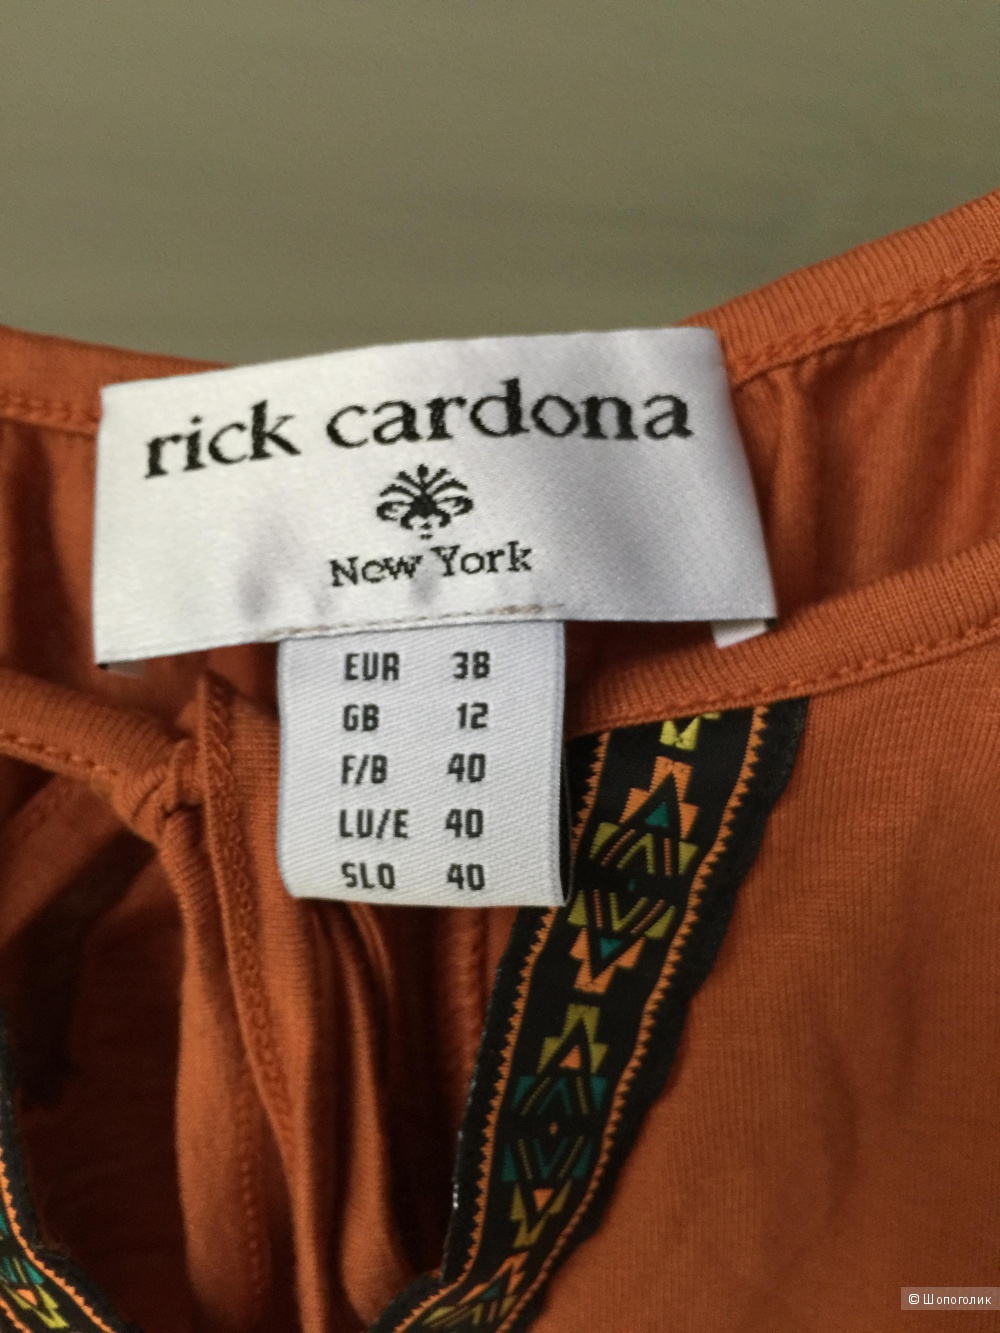 rick cardona
New York
EUR 38
GB 12
F/B 40
LU/E 40
SLO 40
© Шопоголик